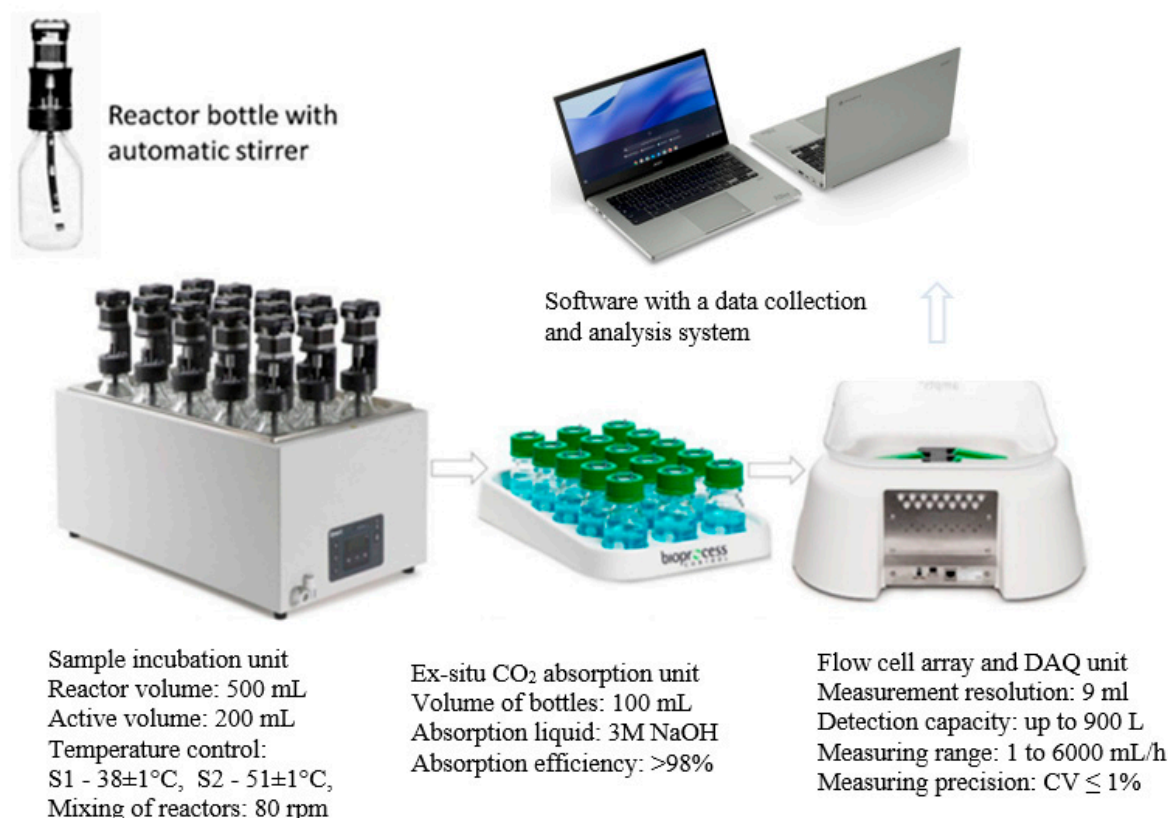 Reactor bottle with
automatic stirrer
Software with a data collection
and analysis system
bioprocess
CONTROL
Sample incubation unit
Reactor volume: 500 mL
Active volume: 200 mL
Temperature control:
S1 - 38±1°C, S2 - 51±1°C,
Mixing of reactors: 80 rpm
Ex-situ CO₂ absorption unit
Volume of bottles: 100 mL
Absorption liquid: 3M NaOH
Absorption efficiency: >98%
Flow cell array and DAQ unit
Measurement resolution: 9 ml
Detection capacity: up to 900 L
Measuring range: 1 to 6000 mL/h
Measuring precision: CV ≤ 1%